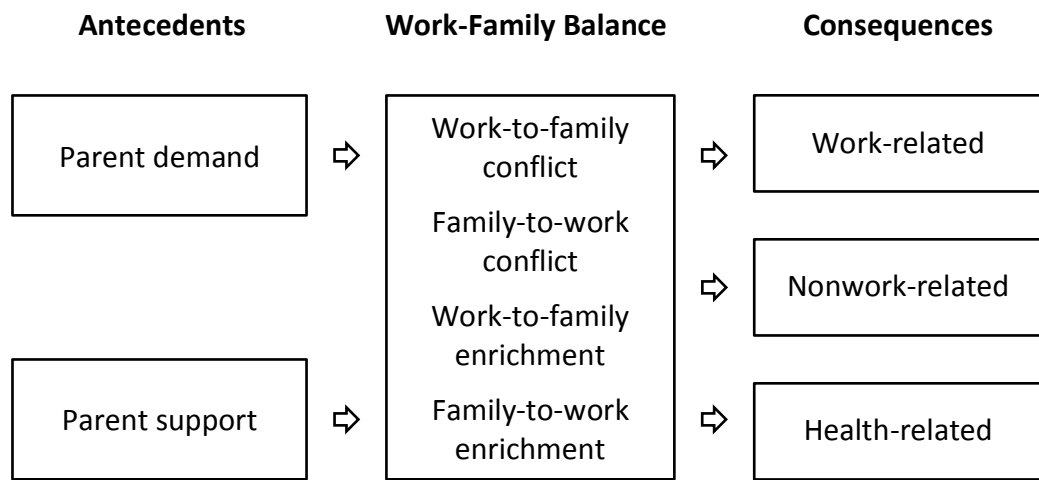 Antecedents
Work-Family Balance
Consequences
Parent demand
Parent support
Work-to-family
conflict
Family-to-work
conflict
Work-to-family
enrichment
Family-to-work
enrichment
Work-related
Nonwork-related
Health-related